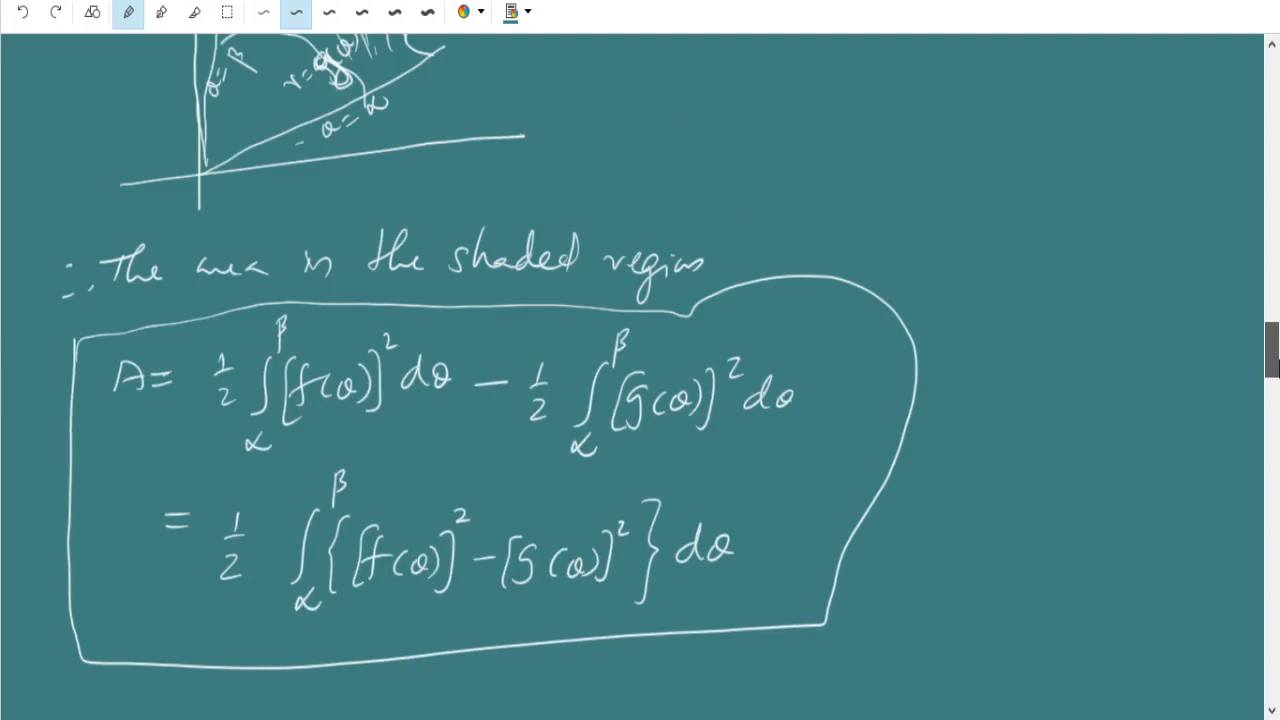 θ=β
r=g(θ)
θ=α
∴ The area in the shaded region
A = 1/2 ∫_α^β [f(θ)]² dθ − 1/2 ∫_α^β [g(θ)]² dθ
= 1/2 ∫_α^β {[f(θ)]² − [g(θ)]²} dθ